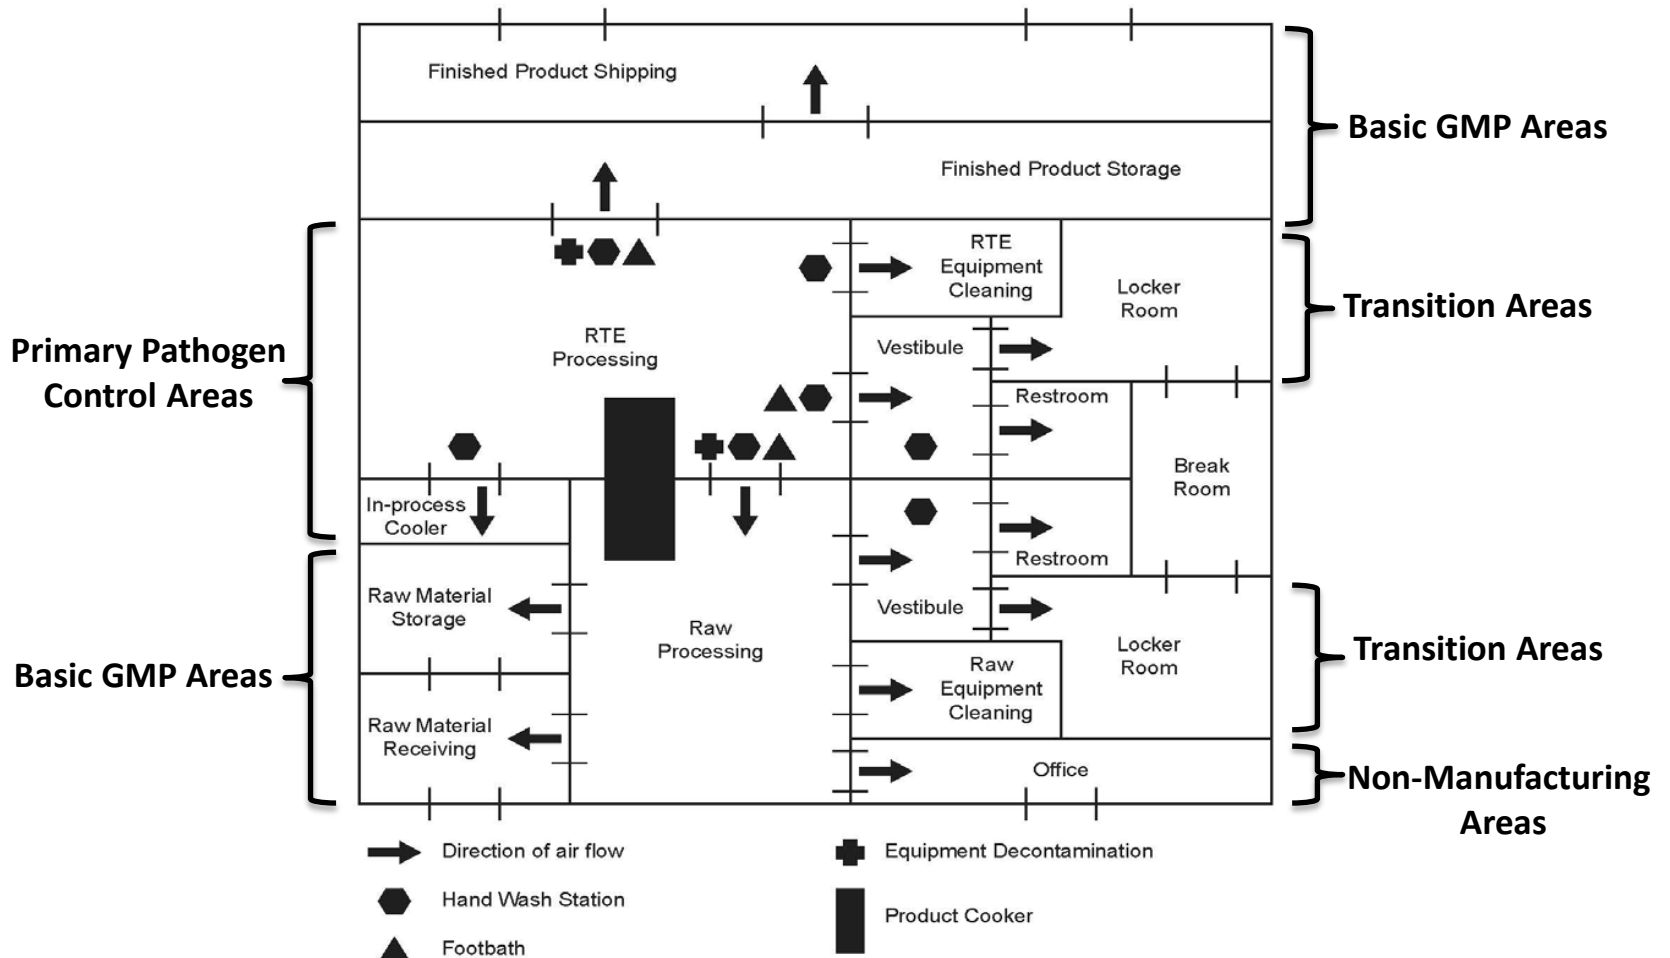 Finished Product Shipping
Basic GMP Areas
Finished Product Storage
RTE
Equipment
Cleaning
Locker
Room
Transition Areas
Primary Pathogen
Control Areas
RTE
Processing
Vestibule
Restroom
Break
Room
In-process
Cooler
Restroom
Raw Material
Storage
Vestibule
Raw
Processing
Locker
Room
Transition Areas
Basic GMP Areas
Raw
Equipment
Cleaning
Raw Material
Receiving
Office
Non-Manufacturing
Areas
Direction of air flow
Equipment Decontamination
Hand Wash Station
Product Cooker
Footbath